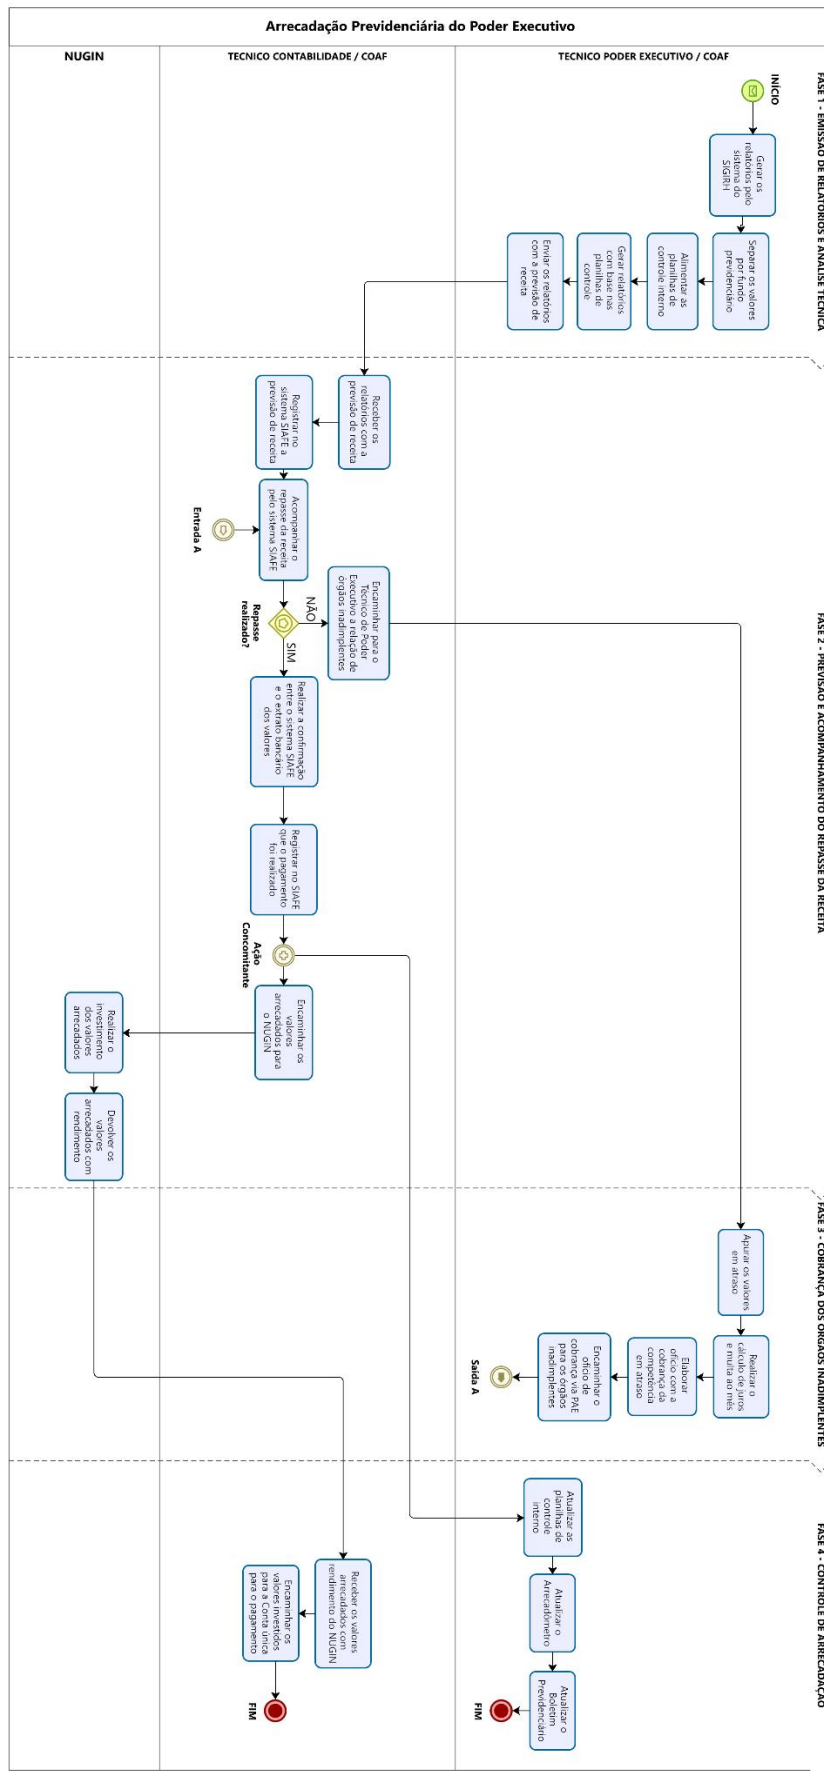 Arrecadação Previdenciária do Poder Executivo
NUGIN
TECNICO CONTABILIDADE / COAF
TECNICO PODER EXECUTIVO / COAF
FASE 1 - EMISSÃO DE RELATÓRIOS E ANÁLISE TÉCNICA
INÍCIO
Gerar os
relatórios pelo
sistema do
SIGIRH
Separar os valores
por fundo
previdenciário
Alimentar as
planilhas de
controle interno
Gerar relatórios
com base nas
planilhas de
controle
Enviar os relatórios
com a previsão de
receita
FASE 2 - PREVISÃO E ACOMPANHAMENTO DO REPASSE DA RECEITA
Receber os
relatórios com a
previsão de receita
Registrar no
sistema SIAFE a
previsão de receita
Acompanhar o
repasse da receita
pelo sistema SIAFE
Entrada A
Repasse
realizado?
NÃO
SIM
Encaminhar para o
Técnico de Poder
Executivo a relação de
órgãos inadimplentes
Realizar a confirmação
entre o sistema SIAFE
e o extrato bancário
dos valores
Registrar no SIAFE
que o pagamento
foi realizado
Ação
Concomitante
Encaminhar os
valores
arrecadados para
o NUGIN
Realizar o
investimento
dos valores
arrecadados
Devolver os
valores
arrecadados com
rendimento
FASE 3 - COBRANÇA DOS ÓRGÃOS INADIMPLENTES
Apurar os valores
em atraso
Realizar o
cálculo de juros
e multa ao mês
Elaborar
ofício com a
cobrança da
competência
em atraso
Encaminhar o
ofício de
cobrança via PAE
para os órgãos
inadimplentes
Saída A
FASE 4 - CONTROLE DE ARRECADAÇÃO
Atualizar as
planilhas de
controle
interno
Atualizar o
Arrecadômetro
Atualizar o
Boletim
Previdenciário
FIM
Receber os valores
arrecadados com
rendimento do NUGIN
Encaminhar os
valores investidos
para a Conta única
para o pagamento
FIM